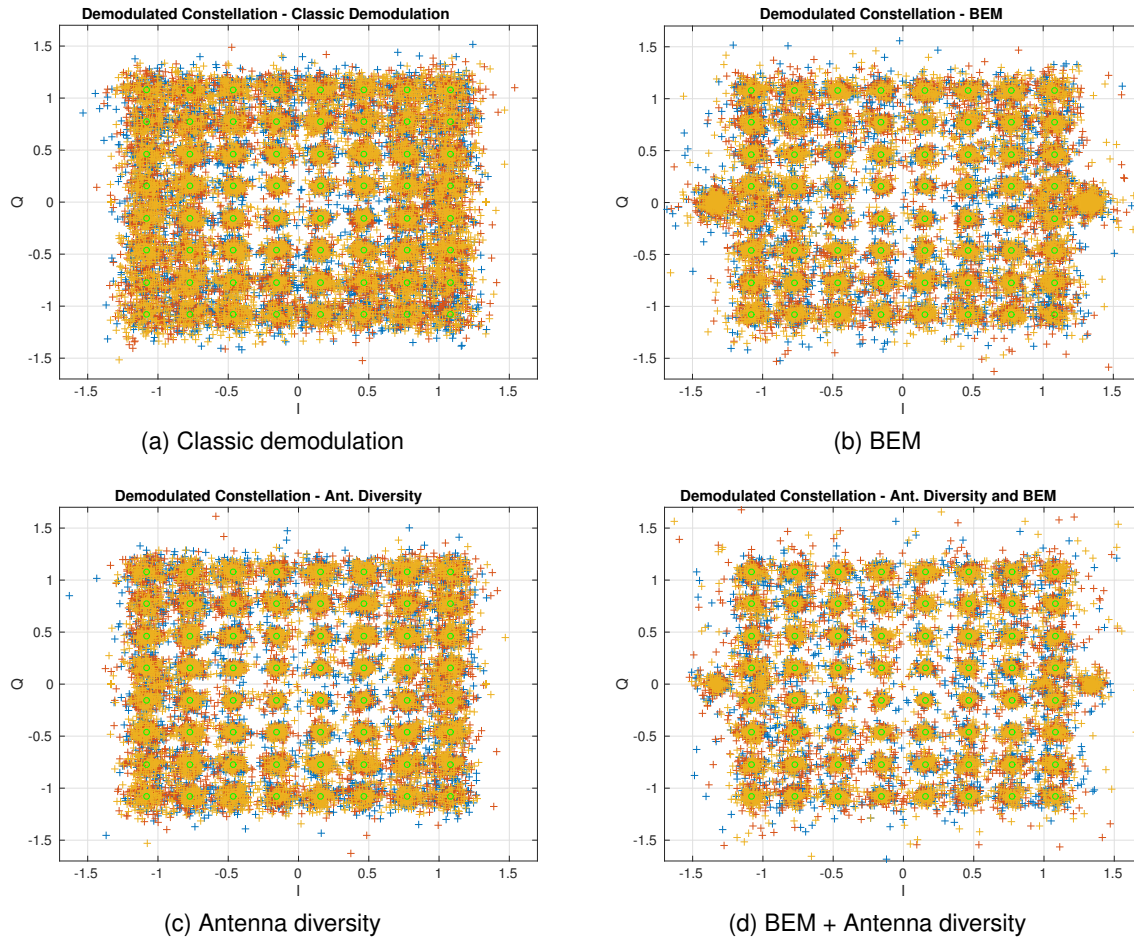 Demodulated Constellation - Classic Demodulation
1.5
1
0.5
0
-0.5
-1
-1.5
Q
-1.5 -1 -0.5 0 0.5 1 1.5
I
(a) Classic demodulation
Demodulated Constellation - BEM
1.5
1
0.5
0
-0.5
-1
-1.5
Q
-1.5 -1 -0.5 0 0.5 1 1.5
I
(b) BEM
Demodulated Constellation - Ant. Diversity
1.5
1
0.5
0
-0.5
-1
-1.5
Q
-1.5 -1 -0.5 0 0.5 1 1.5
I
(c) Antenna diversity
Demodulated Constellation - Ant. Diversity and BEM
1.5
1
0.5
0
-0.5
-1
-1.5
Q
-1.5 -1 -0.5 0 0.5 1 1.5
I
(d) BEM + Antenna diversity